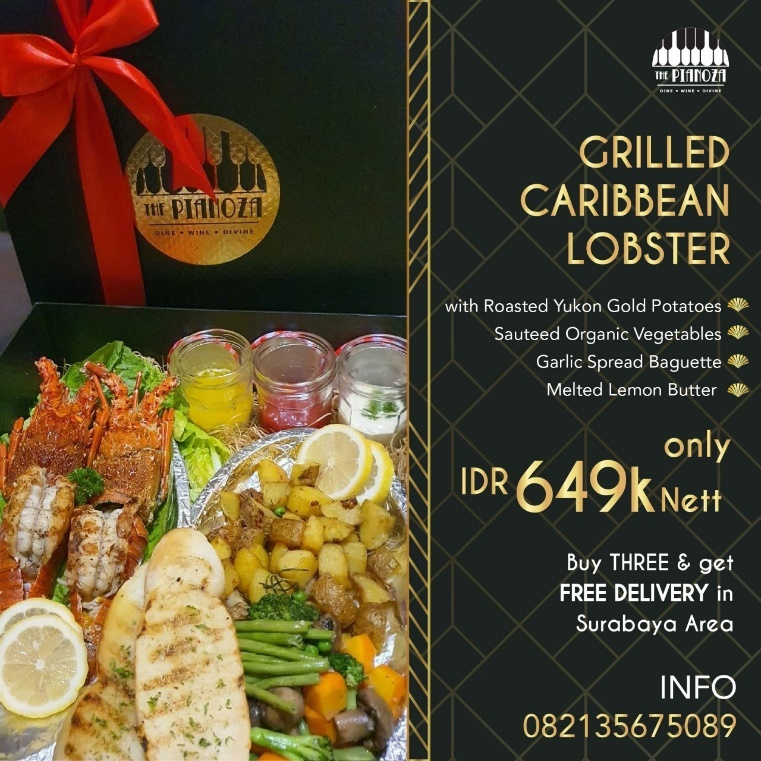 THE PIANOZA
DINE • WINE • DIVINE
THE PIANOZA
DINE • WINE • DIVINE
GRILLED
CARIBBEAN
LOBSTER
with Roasted Yukon Gold Potatoes
Sauteed Organic Vegetables
Garlic Spread Baguette
Melted Lemon Butter
only
IDR 649k Nett
Buy THREE & get
FREE DELIVERY in
Surabaya Area
INFO
082135675089